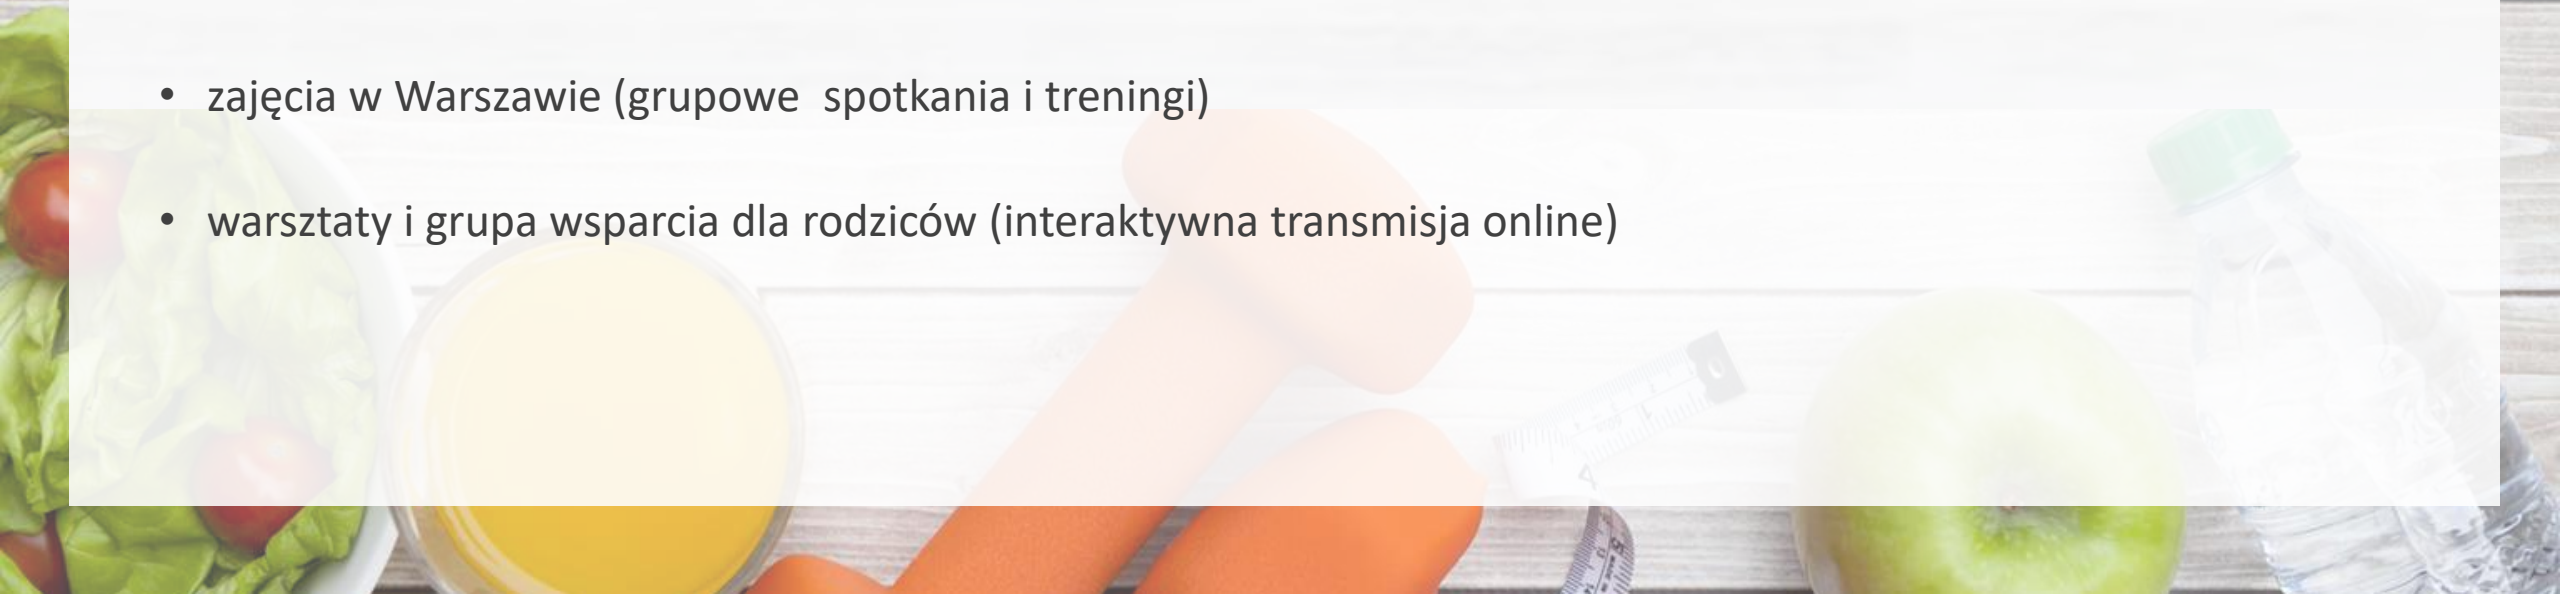 • zajęcia w Warszawie (grupowe  spotkania i treningi)
• warsztaty i grupa wsparcia dla rodziców (interaktywna transmisja online)